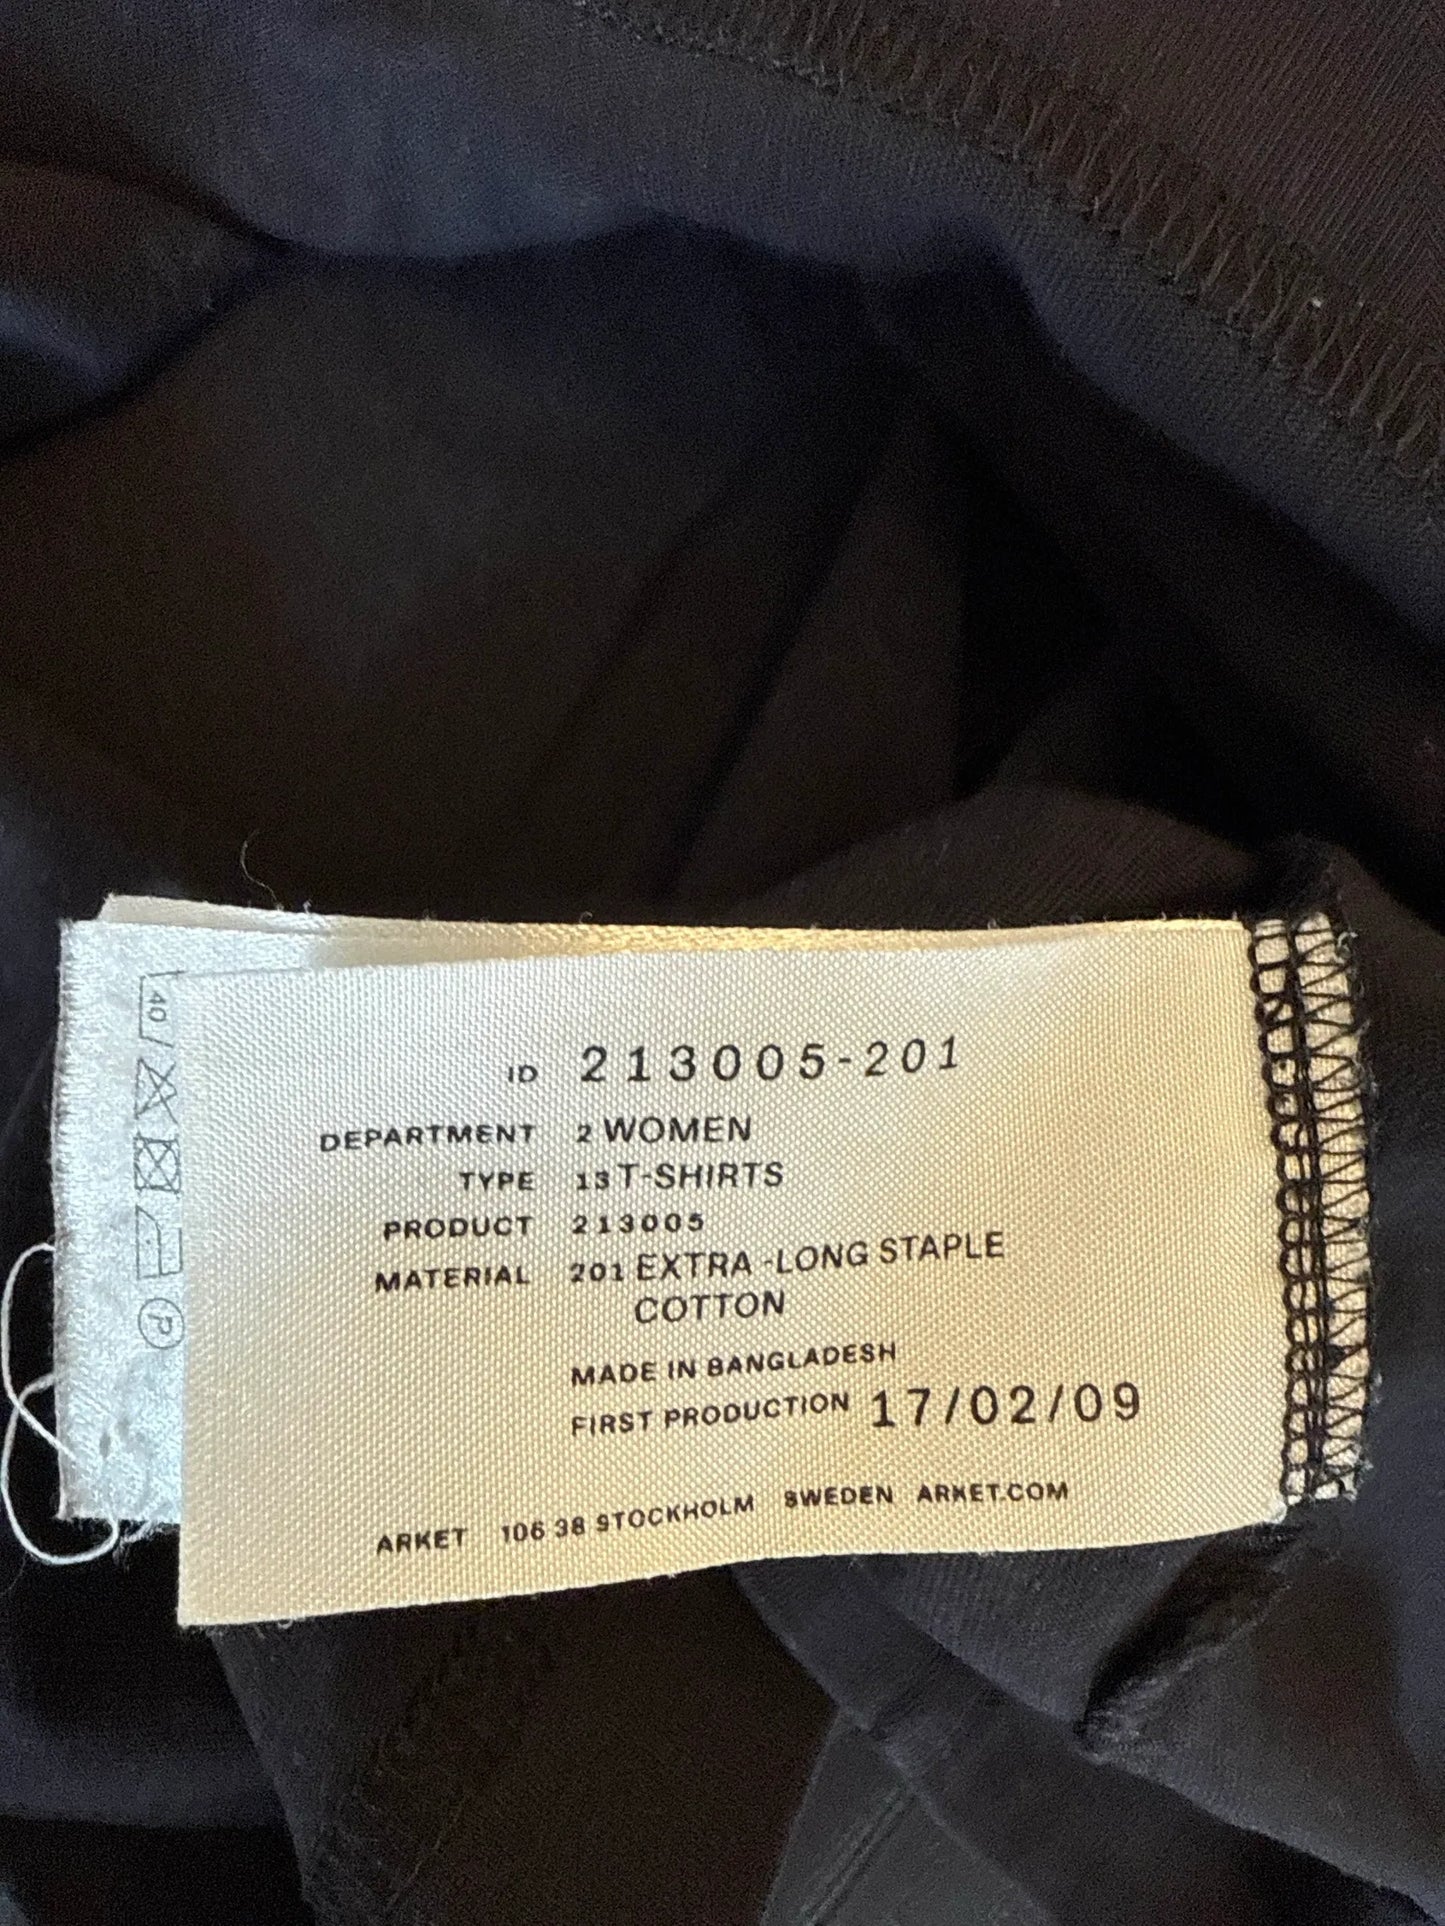 ID 213005-201
DEPARTMENT 2 WOMEN
TYPE 13 T-SHIRTS
PRODUCT 213005
MATERIAL 201 EXTRA-LONG STAPLE
COTTON
MADE IN BANGLADESH
FIRST PRODUCTION 17/02/09
ARKET 106 38 STOCKHOLM SWEDEN ARKET.COM
40
P